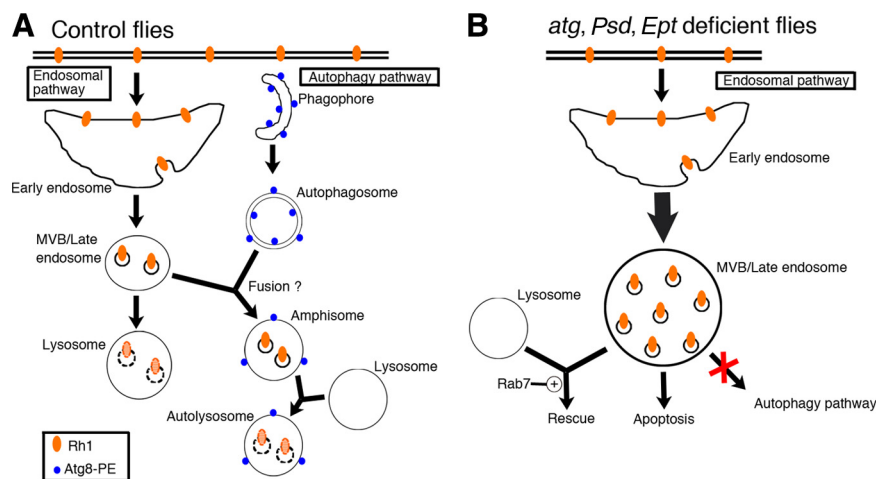 A Control flies
Endosomal
pathway
Autophagy pathway
Phagophore
Early endosome
Autophagosome
MVB/Late
endosome
Fusion ?
Amphisome
Lysosome
Lysosome
Autolysosome
Rh1
Atg8-PE
B atg, Psd, Ept deficient flies
Endosomal pathway
Early endosome
MVB/Late endosome
Lysosome
Rab7 +
Autophagy pathway
Rescue
Apoptosis